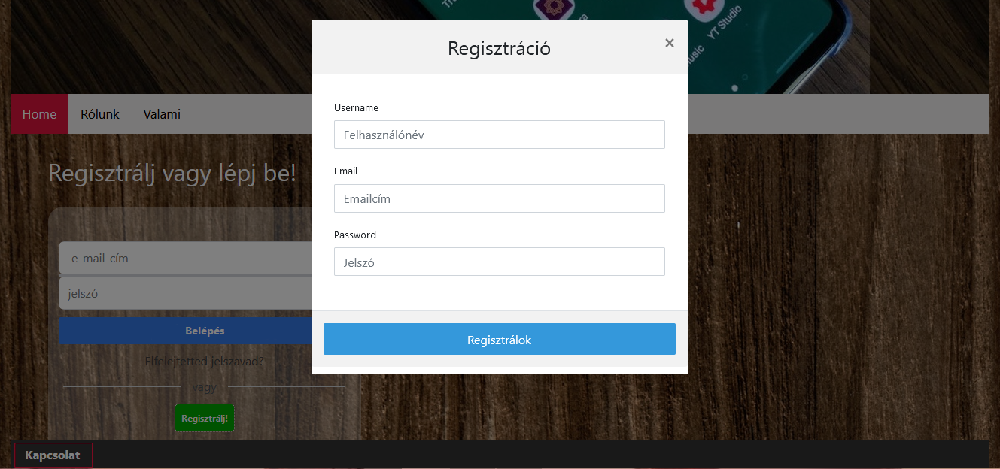 YT Studio
Regisztráció
×
Home
Rólunk
Valami
Username
Felhasználónév
Email
Emailcím
Password
Jelszó
Regisztrálok
Regisztrálj vagy lépj be!
e-mail-cím
jelszó
Belépés
Elfelejtetted jelszavad?
vagy
Regisztrálj!
Kapcsolat